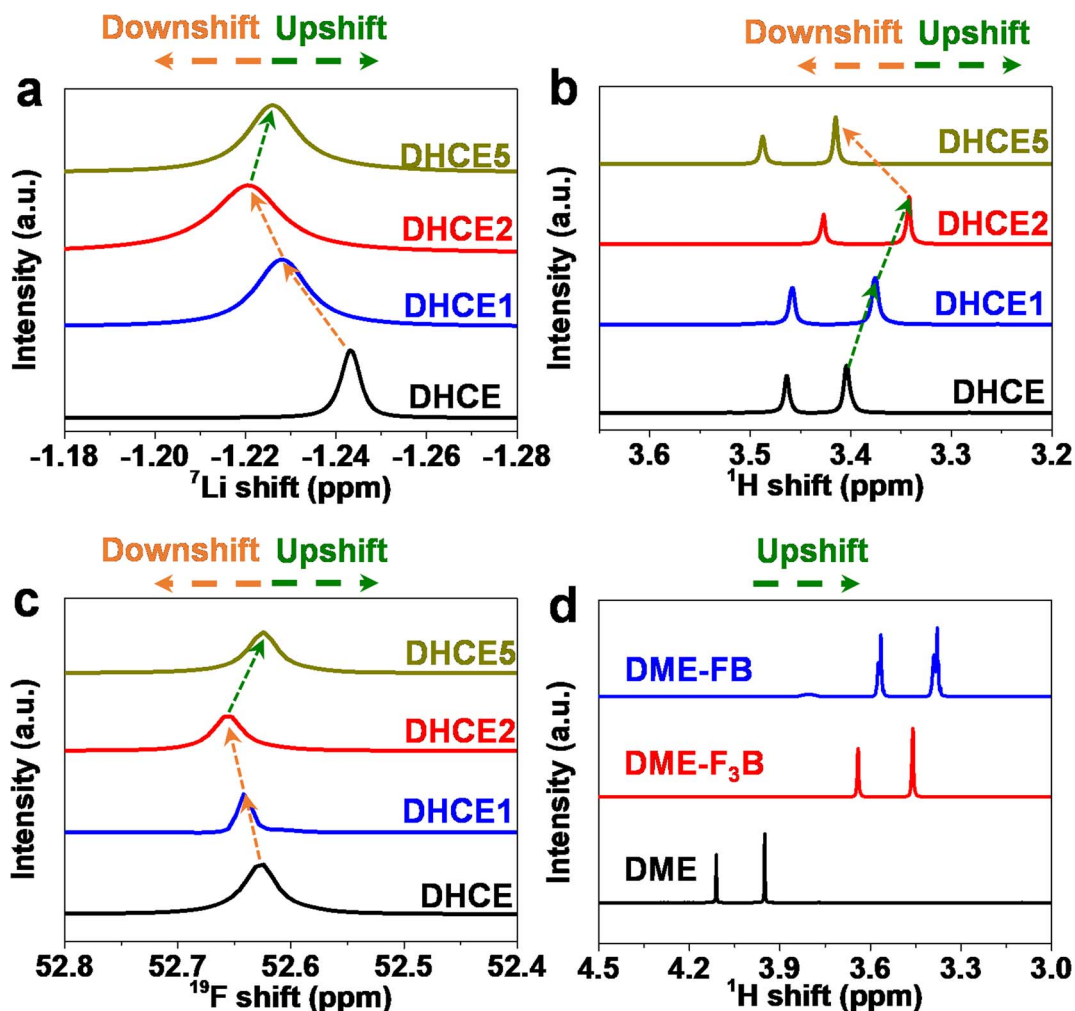 Downshift Upshift
a
DHCE5
DHCE2
DHCE1
DHCE
Intensity (a.u.)
-1.18 -1.20 -1.22 -1.24 -1.26 -1.28
⁷Li shift (ppm)
Downshift Upshift
b
DHCE5
DHCE2
DHCE1
DHCE
Intensity (a.u.)
3.6 3.5 3.4 3.3 3.2
¹H shift (ppm)
Downshift Upshift
c
DHCE5
DHCE2
DHCE1
DHCE
Intensity (a.u.)
52.8 52.7 52.6 52.5 52.4
¹⁹F shift (ppm)
Upshift
d
DME-FB
DME-F₃B
DME
Intensity (a.u.)
4.5 4.2 3.9 3.6 3.3 3.0
¹H shift (ppm)